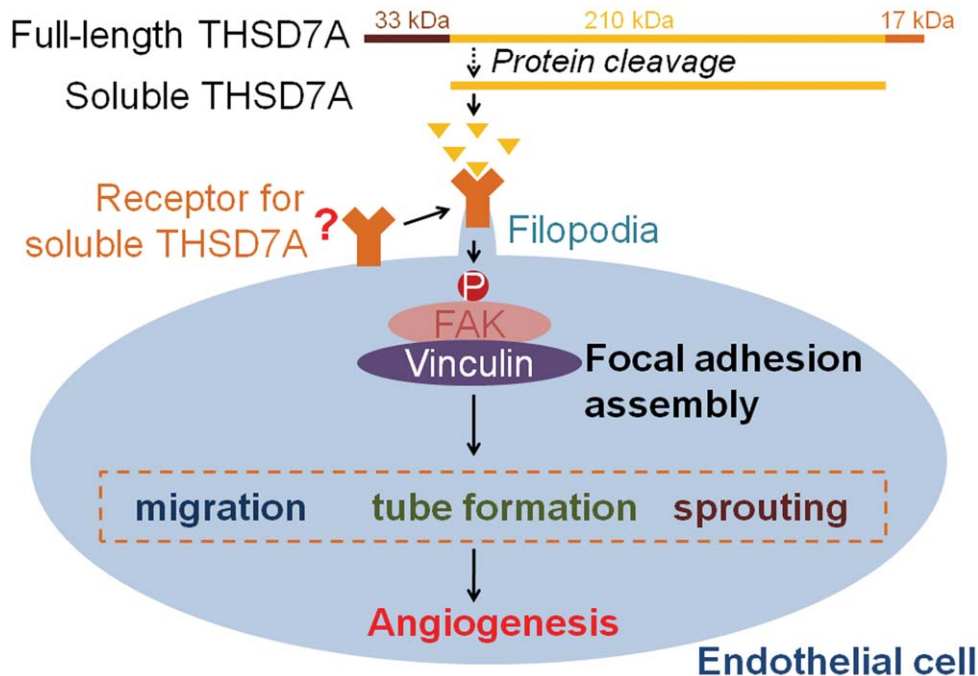 33 kDa 210 kDa 17 kDa
Full-length THSD7A
Protein cleavage
Soluble THSD7A
Receptor for
soluble THSD7A
?
Filopodia
P
FAK
Vinculin
Focal adhesion
assembly
migration tube formation sprouting
Angiogenesis
Endothelial cell